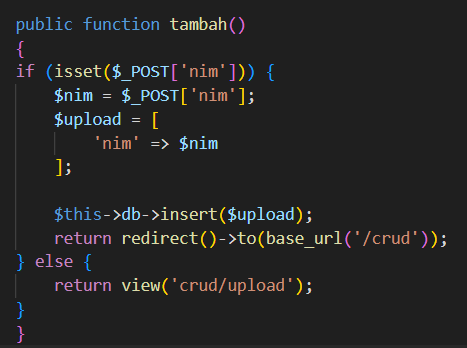 public function tambah()
{
if (isset($_POST['nim'])) {
    $nim = $_POST['nim'];
    $upload = [
        'nim' => $nim
    ];

    $this->db->insert($upload);
    return redirect()->to(base_url('/crud'));
} else {
    return view('crud/upload');
}
}